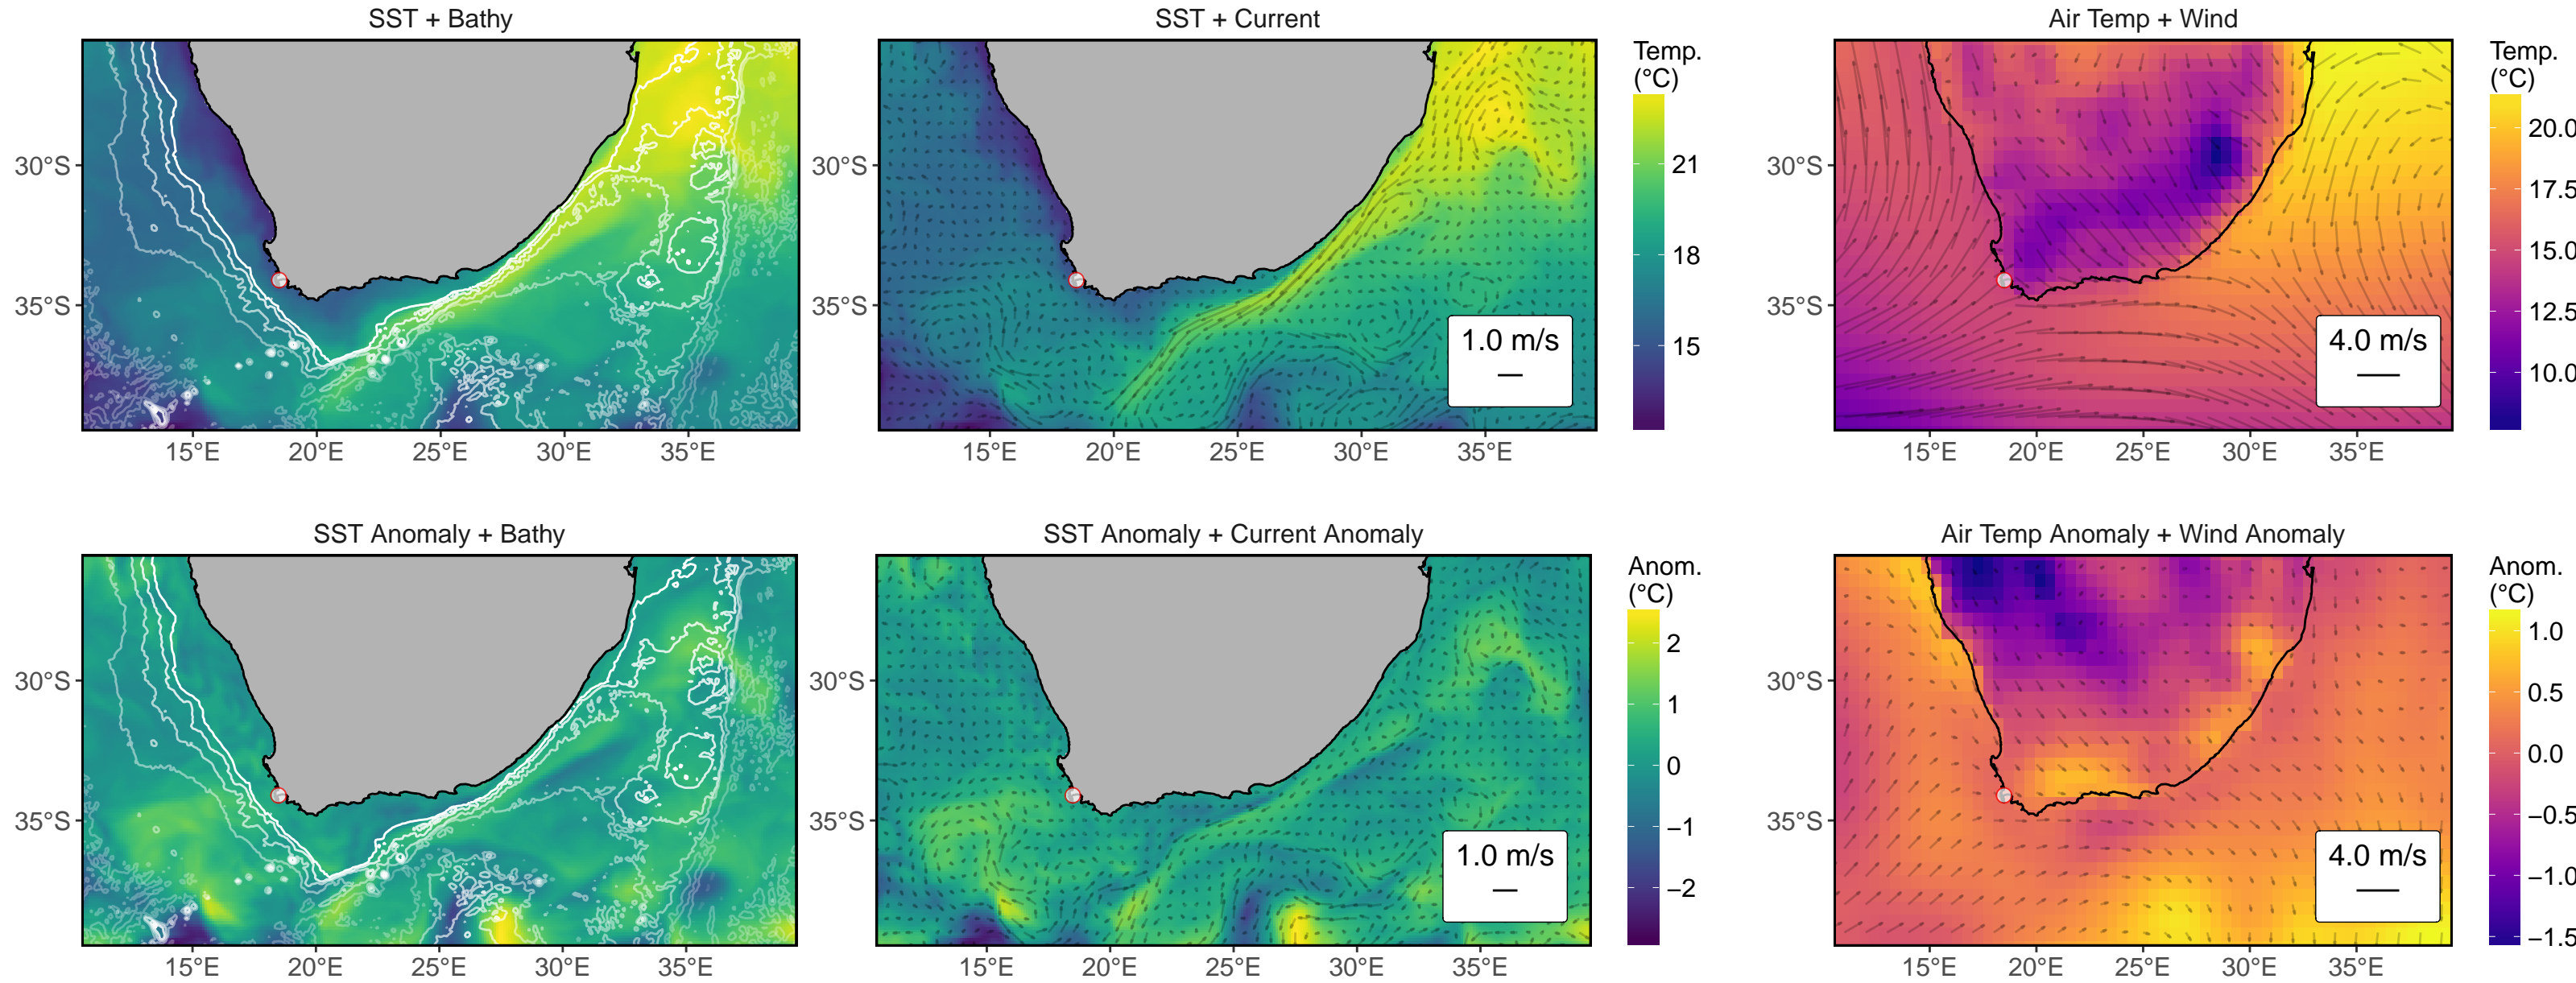 SST + Bathy
SST + Current
Air Temp + Wind
30°S
35°S
15°E 20°E 25°E 30°E 35°E
30°S
35°S
15°E 20°E 25°E 30°E 35°E
1.0 m/s
Temp.
(°C)
21
18
15
30°S
35°S
15°E 20°E 25°E 30°E 35°E
4.0 m/s
Temp.
(°C)
20.0
17.5
15.0
12.5
10.0
SST Anomaly + Bathy
SST Anomaly + Current Anomaly
Air Temp Anomaly + Wind Anomaly
30°S
35°S
15°E 20°E 25°E 30°E 35°E
30°S
35°S
15°E 20°E 25°E 30°E 35°E
1.0 m/s
Anom.
(°C)
2
1
0
−1
−2
30°S
35°S
15°E 20°E 25°E 30°E 35°E
4.0 m/s
Anom.
(°C)
1.0
0.5
0.0
−0.5
−1.0
−1.5